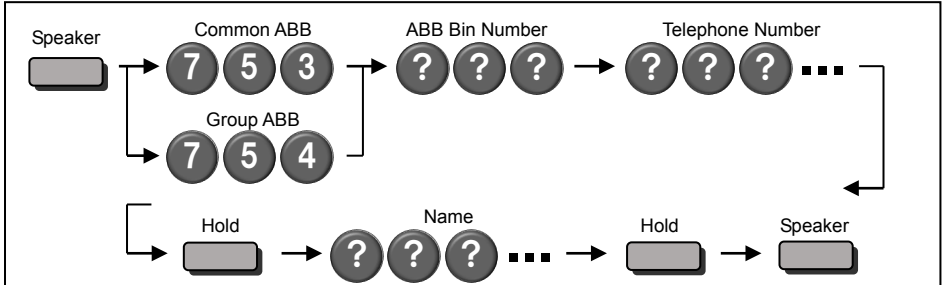 Speaker
Common ABB
ABB Bin Number
Telephone Number
7 5 3
? ? ?
? ? ? ...
Group ABB
7 5 4
Hold
Name
Hold
Speaker
? ? ? ...